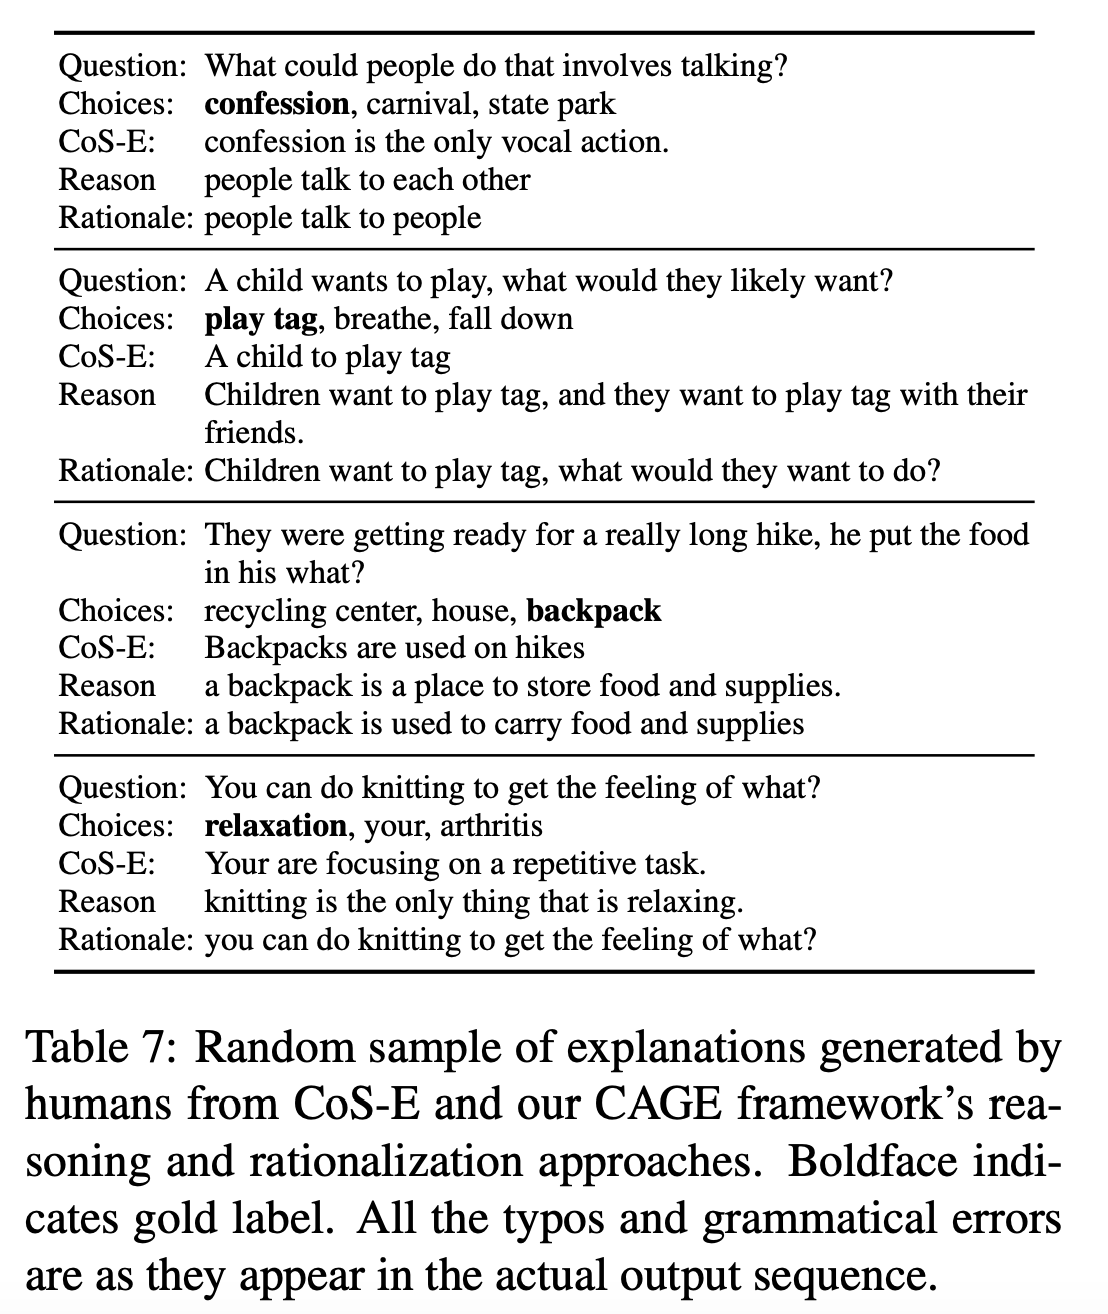 Question: What could people do that involves talking?
Choices: confession, carnival, state park
CoS-E: confession is the only vocal action.
Reason people talk to each other
Rationale: people talk to people
Question: A child wants to play, what would they likely want?
Choices: play tag, breathe, fall down
CoS-E: A child to play tag
Reason Children want to play tag, and they want to play tag with their
friends.
Rationale: Children want to play tag, what would they want to do?
Question: They were getting ready for a really long hike, he put the food
in his what?
Choices: recycling center, house, backpack
CoS-E: Backpacks are used on hikes
Reason a backpack is a place to store food and supplies.
Rationale: a backpack is used to carry food and supplies
Question: You can do knitting to get the feeling of what?
Choices: relaxation, your, arthritis
CoS-E: Your are focusing on a repetitive task.
Reason knitting is the only thing that is relaxing.
Rationale: you can do knitting to get the feeling of what?
Table 7: Random sample of explanations generated by
humans from CoS-E and our CAGE framework's rea-
soning and rationalization approaches. Boldface indi-
cates gold label. All the typos and grammatical errors
are as they appear in the actual output sequence.